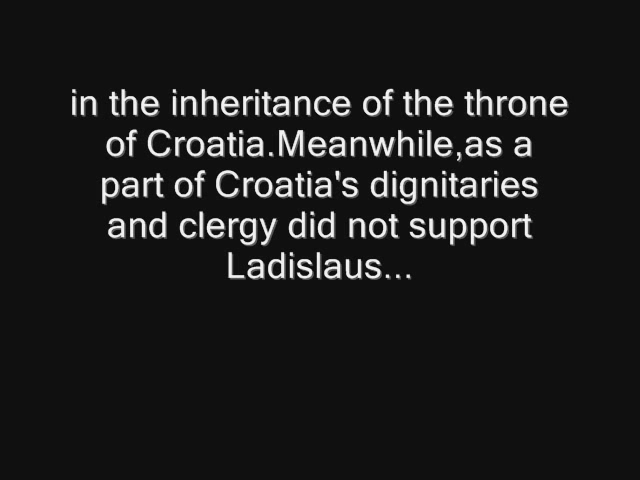 in the inheritance of the throne
of Croatia.Meanwhile,as a
part of Croatia's dignitaries
and clergy did not support
Ladislaus...